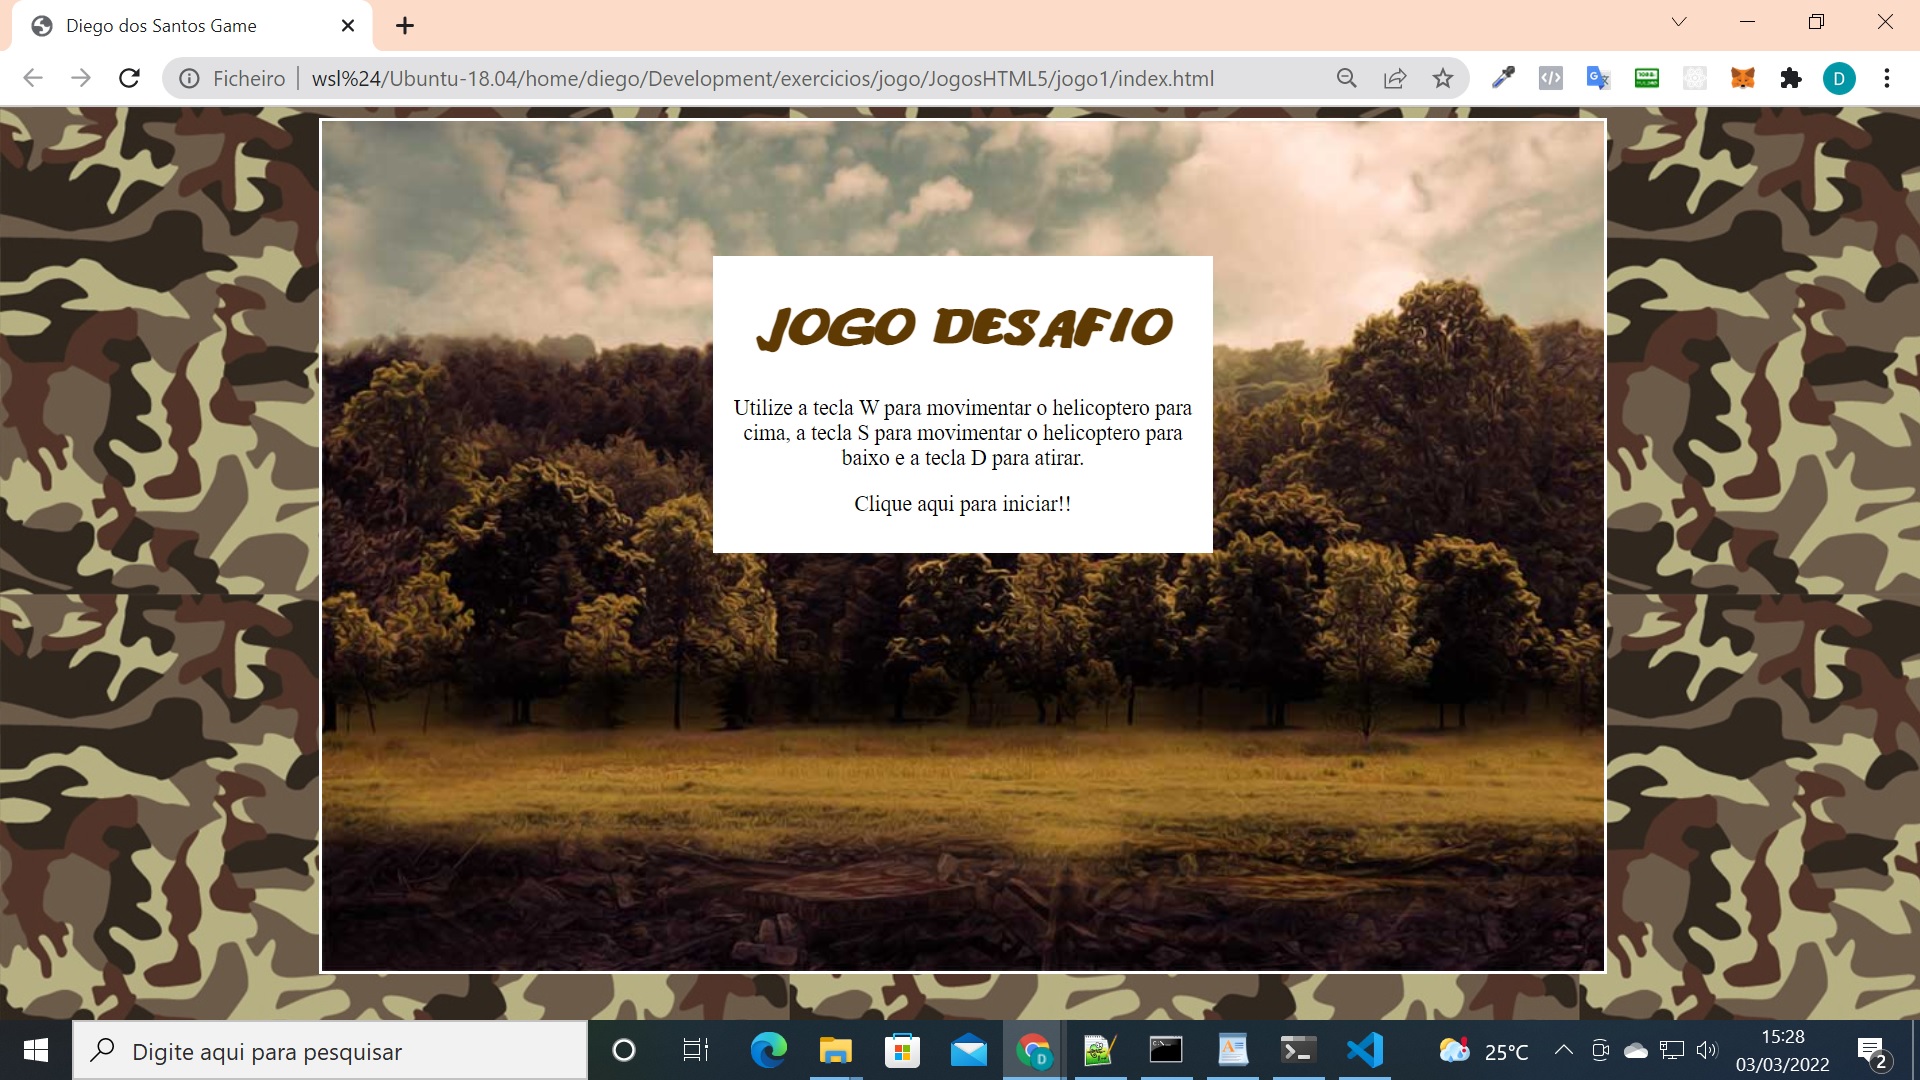 Diego dos Santos Game
Ficheiro
wsl%24/Ubuntu-18.04/home/diego/Development/exercicios/jogo/JogosHTML5/jogo1/index.html
D
JOGO DESAFIO
Utilize a tecla W para movimentar o helicoptero para
cima, a tecla S para movimentar o helicoptero para
baixo e a tecla D para atirar.
Clique aqui para iniciar!!
Digite aqui para pesquisar
D
25°C
15:28
03/03/2022
2